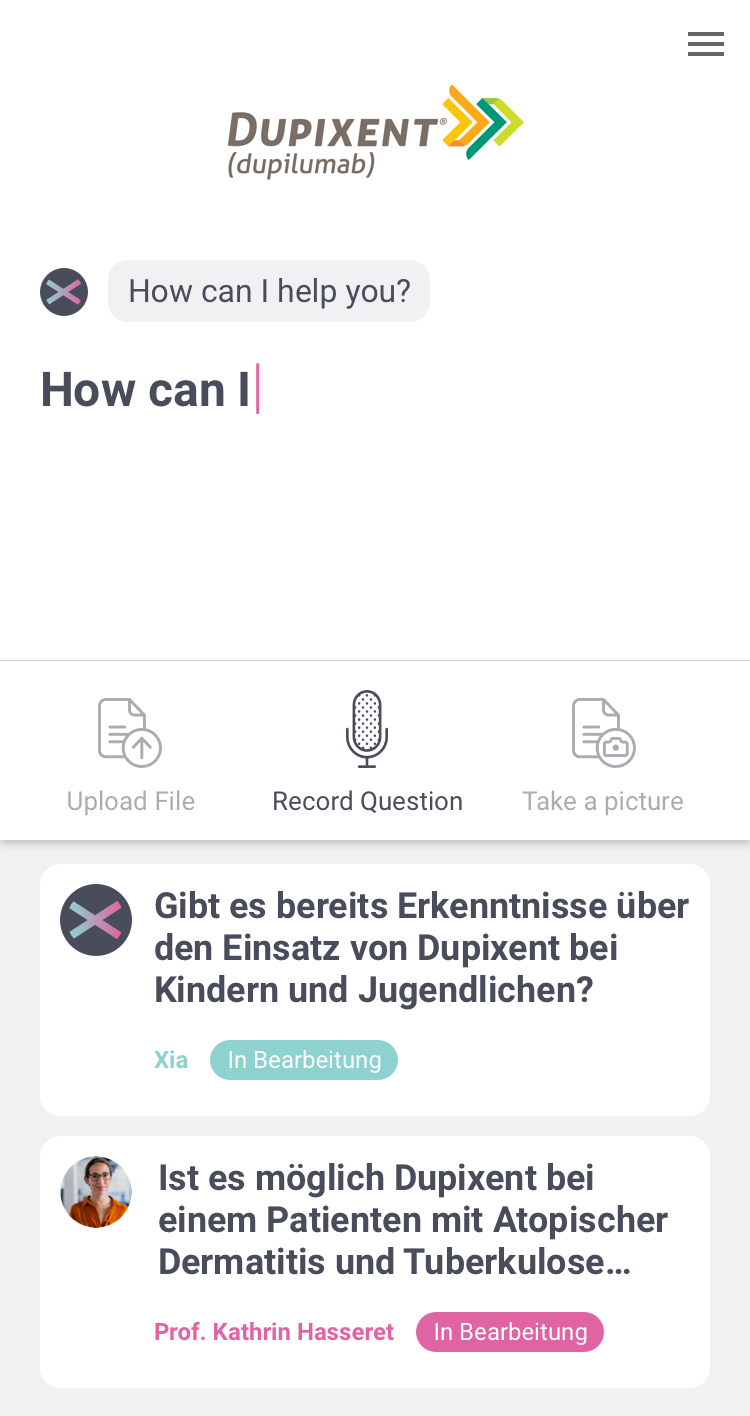 DUPIXENT®
(dupilumab)
How can I help you?
How can I
Upload File
Record Question
Take a picture
Gibt es bereits Erkenntnisse über
den Einsatz von Dupixent bei
Kindern und Jugendlichen?
Xia
In Bearbeitung
Ist es möglich Dupixent bei
einem Patienten mit Atopischer
Dermatitis und Tuberkulose…
Prof. Kathrin Hasseret
In Bearbeitung